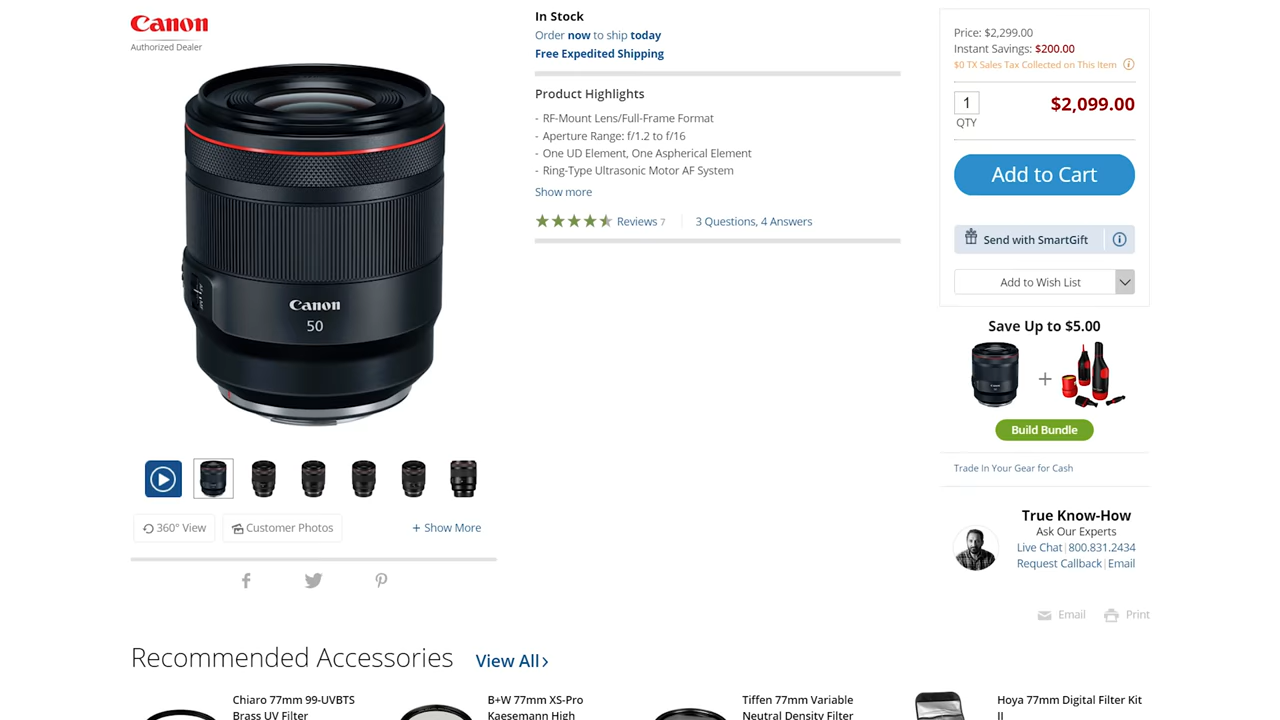 Canon
Authorized Dealer
Canon
50
360° View
Customer Photos
+ Show More
In Stock
Order now to ship today
Free Expedited Shipping
Product Highlights
- RF-Mount Lens/Full-Frame Format
- Aperture Range: f/1.2 to f/16
- One UD Element, One Aspherical Element
- Ring-Type Ultrasonic Motor AF System
Show more
Reviews 7
3 Questions, 4 Answers
Price: $2,299.00
Instant Savings: $200.00
$0 TX Sales Tax Collected on This Item
1
QTY
$2,099.00
Add to Cart
Send with SmartGift
Add to Wish List
Save Up to $5.00
+
Build Bundle
Trade In Your Gear for Cash
True Know-How
Ask Our Experts
Live Chat | 800.831.2434
Request Callback | Email
Email
Print
Recommended Accessories View All ›
Chiaro 77mm 99-UVBTS
Brass UV Filter
B+W 77mm XS-Pro
Kaesemann High
Tiffen 77mm Variable
Neutral Density Filter
Hoya 77mm Digital Filter Kit
II